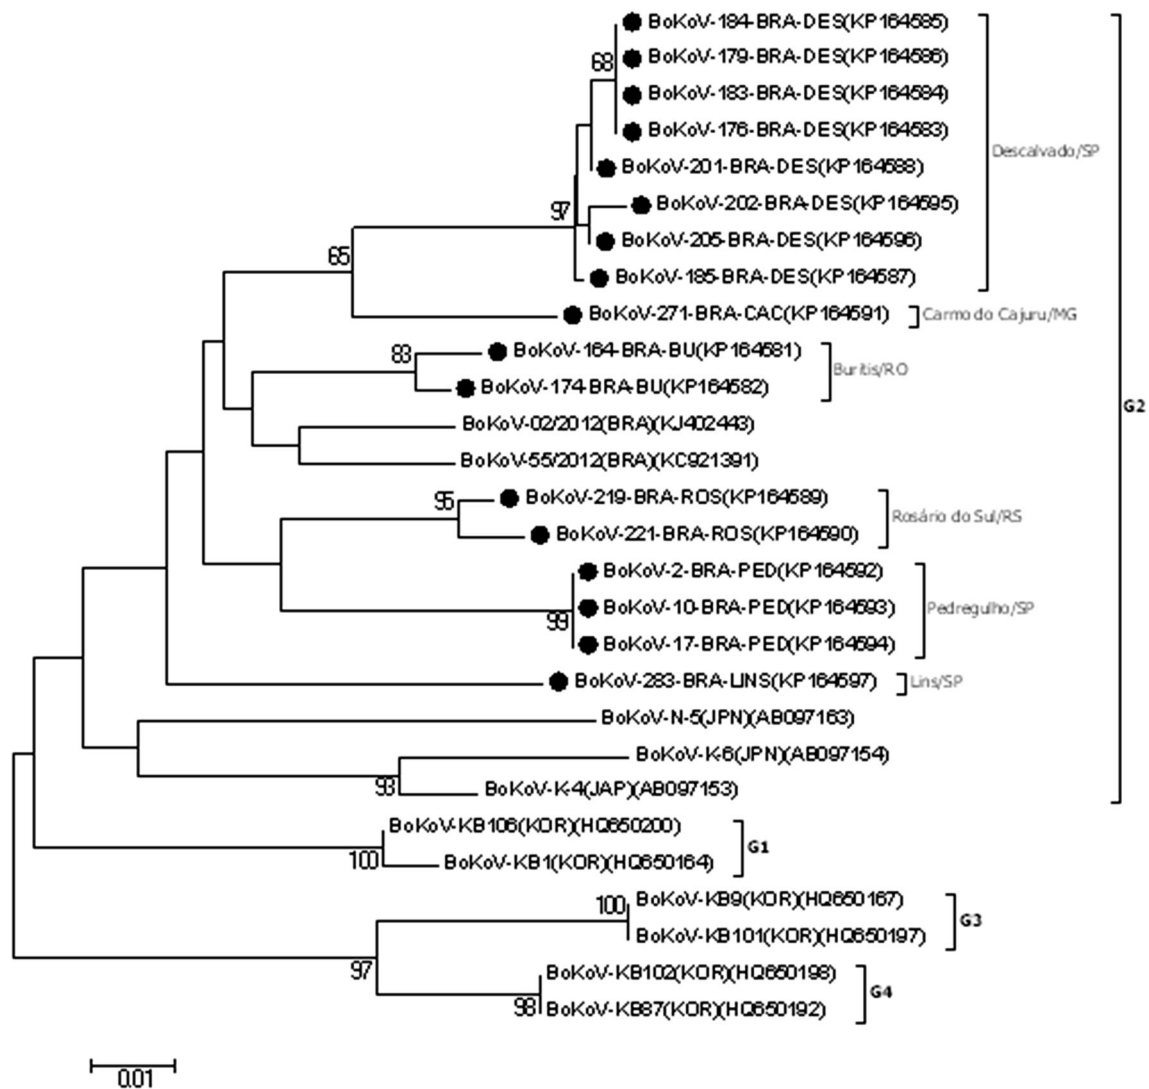 BoKoV-184-BRA-DES(KP164585)
68
BoKoV-179-BRA-DES(KP164586)
BoKoV-183-BRA-DES(KP164584)
BoKoV-176-BRA-DES(KP164583)
Descalvado/SP
BoKoV-201-BRA-DES(KP164588)
97
BoKoV-202-BRA-DES(KP164595)
BoKoV-205-BRA-DES(KP164596)
65
BoKoV-185-BRA-DES(KP164587)
BoKoV-271-BRA-CAC(KP164591)
Carmo do Cajuru/MG
83
BoKoV-164-BRA-BU(KP164581)
Buritis/RO
BoKoV-174-BRA-BU(KP164582)
G2
BoKoV-02/2012(BRA)(KJ402443)
BoKoV-55/2012(BRA)(KC921391)
95
BoKoV-219-BRA-ROS(KP164589)
Rosário do Sul/RS
BoKoV-221-BRA-ROS(KP164590)
BoKoV-2-BRA-PED(KP164592)
BoKoV-10-BRA-PED(KP164593)
Pedregulho/SP
99
BoKoV-17-BRA-PED(KP164594)
BoKoV-283-BRA-LINS(KP164597)
Lins/SP
BoKoV-N-5(JPN)(AB097163)
BoKoV-K-6(JPN)(AB097154)
93
BoKoV-K-4(JAP)(AB097153)
BoKoV-KB106(KOR)(HQ650200)
G1
100
BoKoV-KB1(KOR)(HQ650164)
100
BoKoV-KB9(KOR)(HQ650167)
G3
BoKoV-KB101(KOR)(HQ650197)
97
BoKoV-KB102(KOR)(HQ650198)
G4
98
BoKoV-KB87(KOR)(HQ650192)
0.01